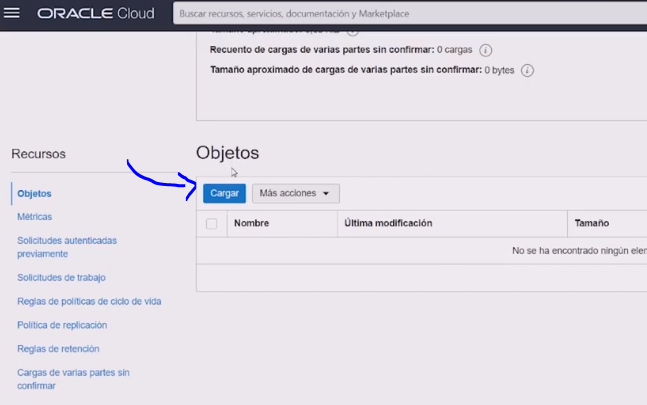 ORACLE Cloud
Buscar recursos, servicios, documentación y Marketplace
Recuento de cargas de varias partes sin confirmar: 0 cargas
Tamaño aproximado de cargas de varias partes sin confirmar: 0 bytes
Recursos
Objetos
Métricas
Solicitudes autenticadas
previamente
Solicitudes de trabajo
Reglas de políticas de ciclo de vida
Política de replicación
Reglas de retención
Cargas de varias partes sin
confirmar
Objetos
Cargar
Más acciones
Nombre
Última modificación
Tamaño
No se ha encontrado ningún